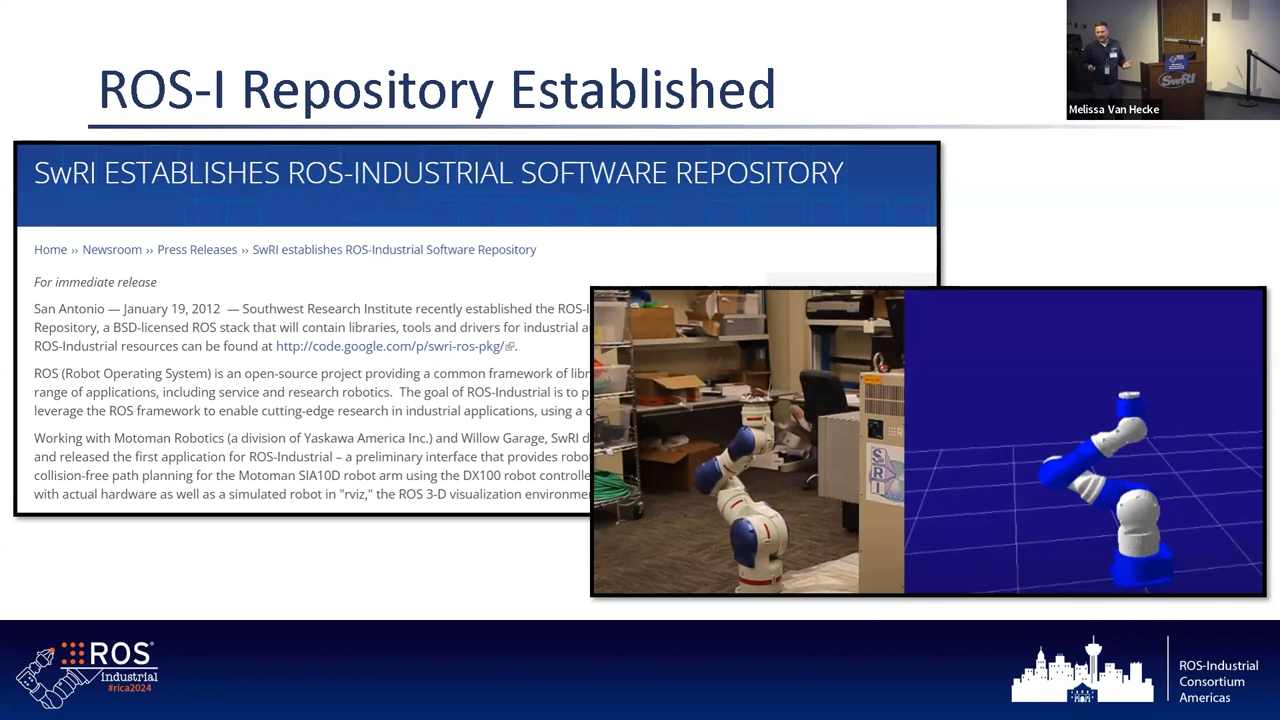 ROS-I Repository Established
Melissa Van Hecke
SwRI
SwRI ESTABLISHES ROS-INDUSTRIAL SOFTWARE REPOSITORY
Home ›› Newsroom ›› Press Releases ›› SwRI establishes ROS-Industrial Software Repository
For immediate release
San Antonio — January 19, 2012 — Southwest Research Institute recently established the ROS-I
Repository, a BSD-licensed ROS stack that will contain libraries, tools and drivers for industrial
ROS-Industrial resources can be found at http://code.google.com/p/swri-ros-pkg/.
ROS (Robot Operating System) is an open-source project providing a common framework of
range of applications, including service and research robotics. The goal of ROS-Industrial is to
leverage the ROS framework to enable cutting-edge research in industrial applications, using a
Working with Motoman Robotics (a division of Yaskawa America Inc.) and Willow Garage, SwRI
and released the first application for ROS-Industrial – a preliminary interface that provides
collision-free path planning for the Motoman SIA10D robot arm using the DX100 robot
with actual hardware as well as a simulated robot in "rviz," the ROS 3-D visualization
ROS
Industrial
#rica2024
ROS-Industrial
Consortium
Americas